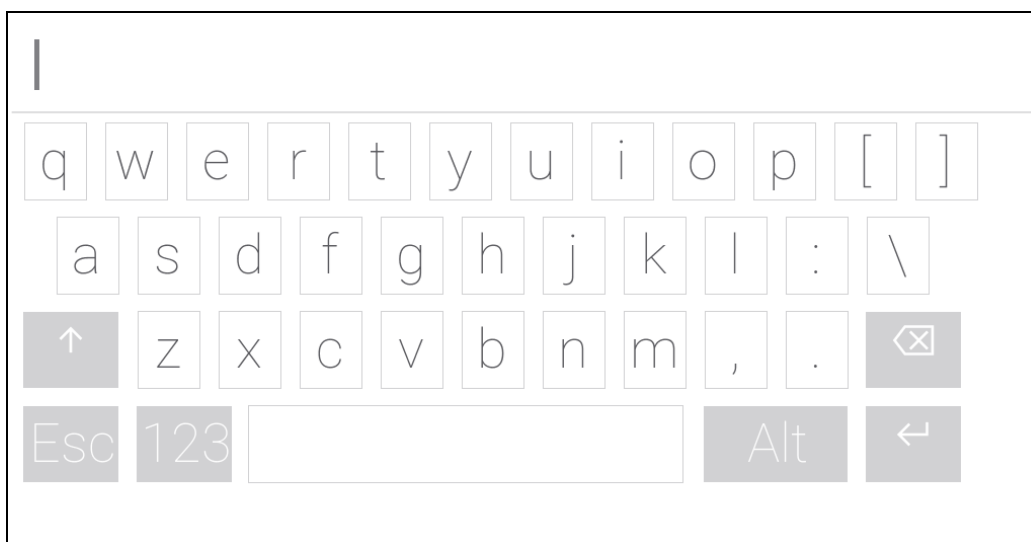 q w e r t y u i o p [ ]
a s d f g h j k l : \
↑ z x c v b n m , . ⌫
Esc 123 Alt ↵